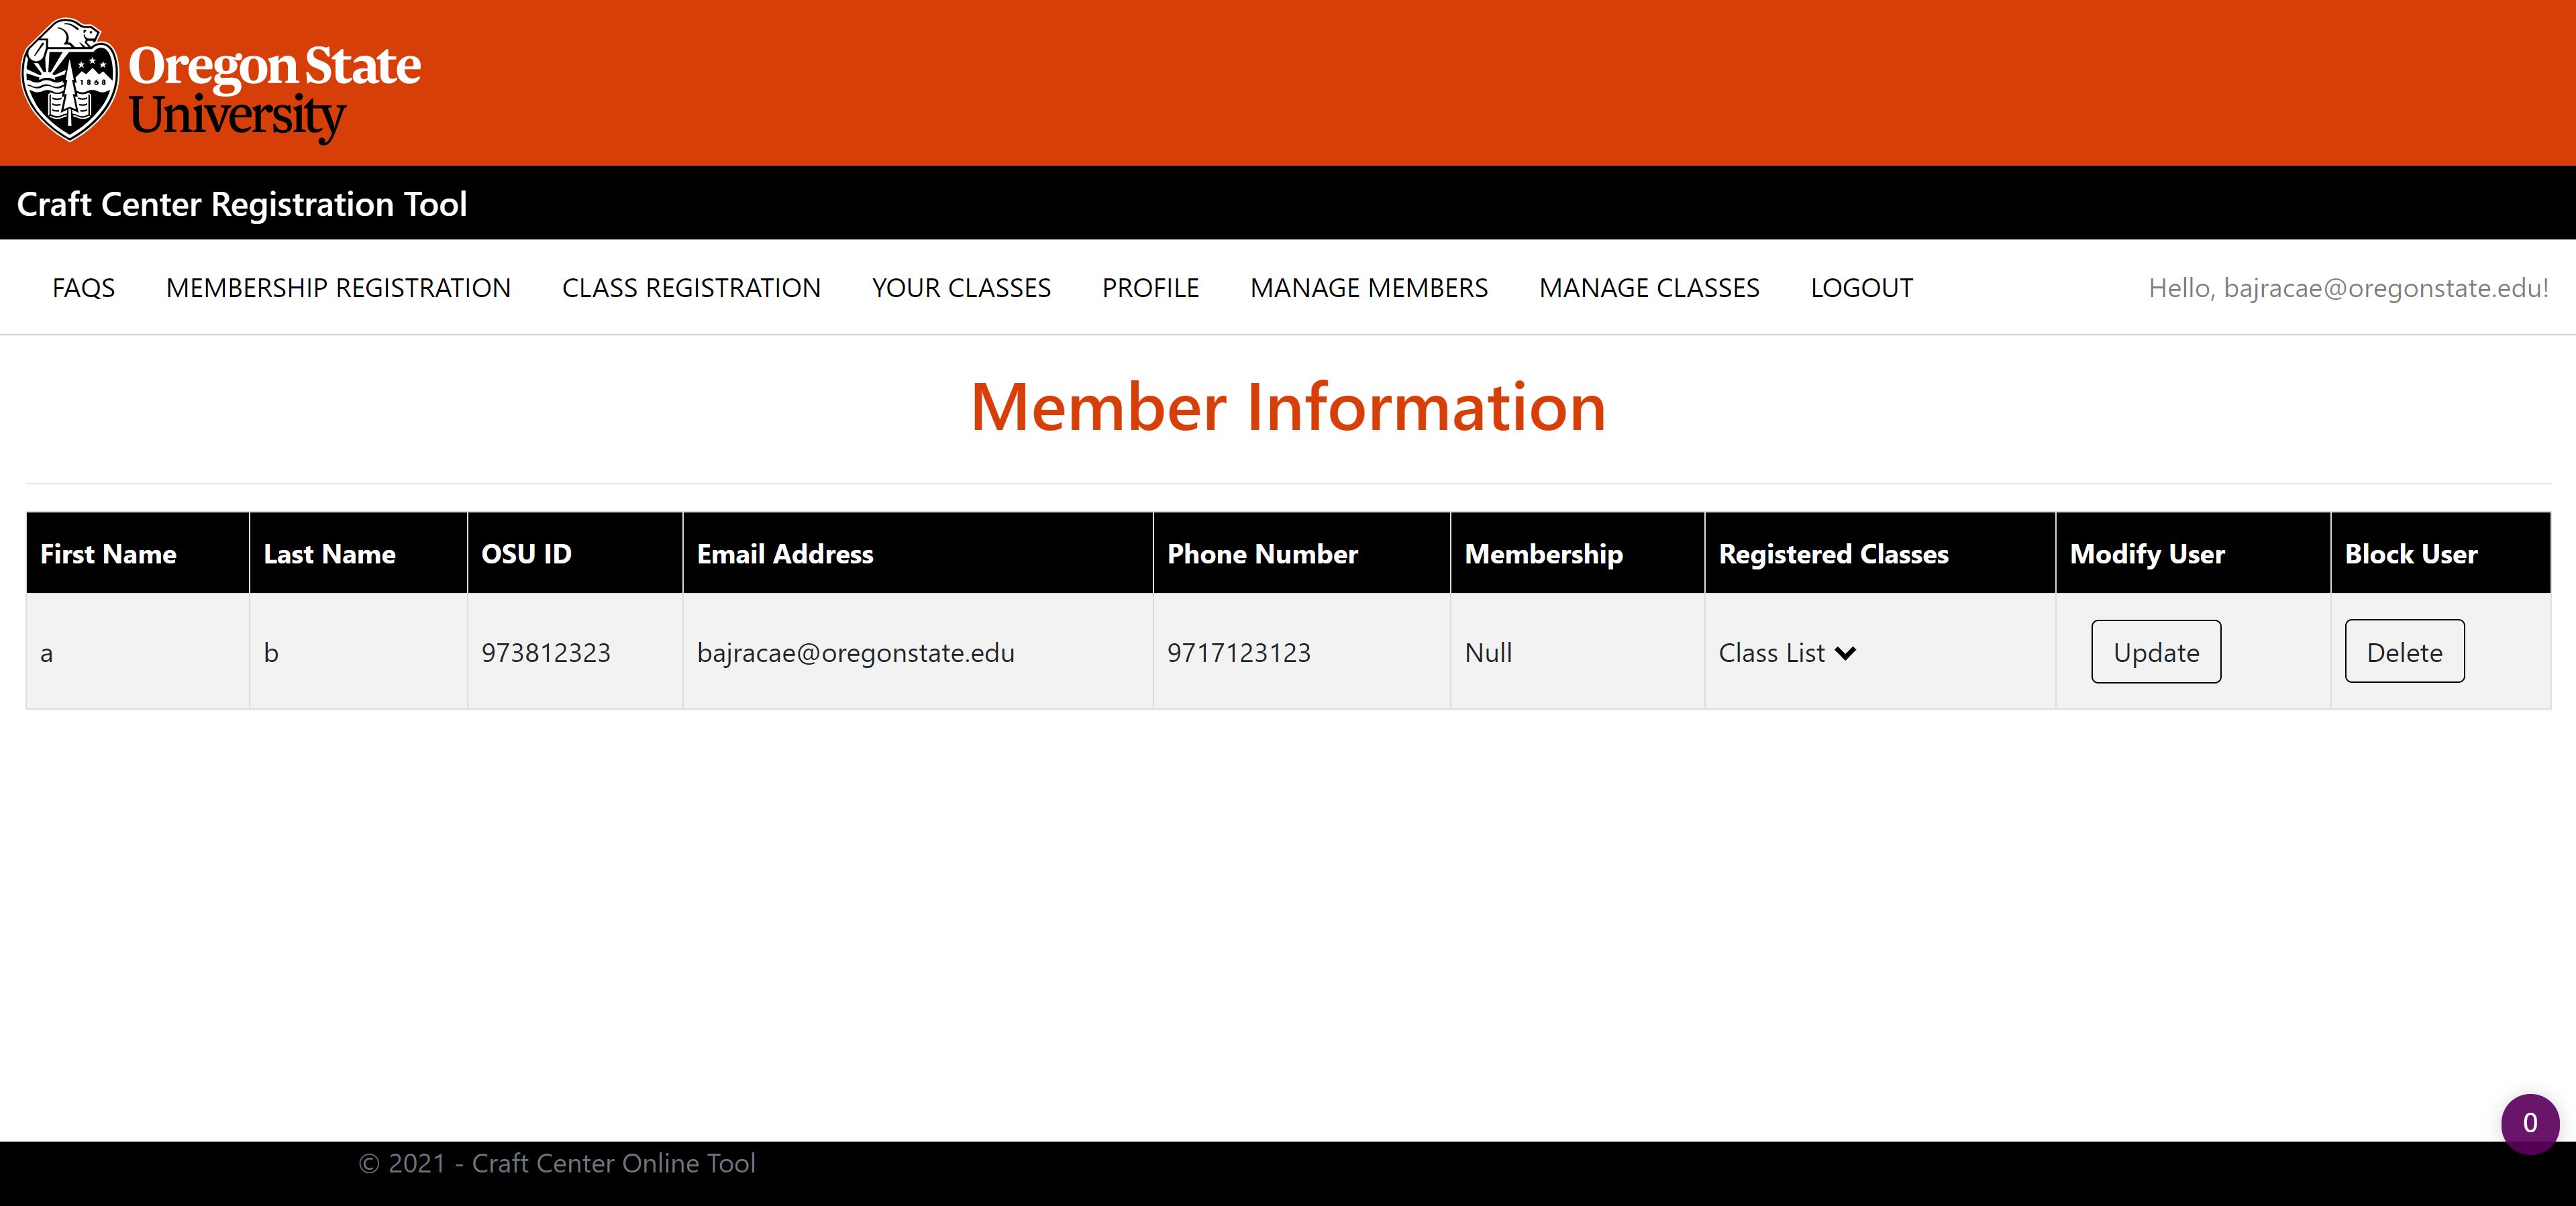 1868
Oregon State
University
Craft Center Registration Tool
FAQS MEMBERSHIP REGISTRATION CLASS REGISTRATION YOUR CLASSES PROFILE MANAGE MEMBERS MANAGE CLASSES LOGOUT Hello, bajracae@oregonstate.edu!
Member Information
First Name Last Name OSU ID Email Address Phone Number Membership Registered Classes Modify User Block User
a b 973812323 bajracae@oregonstate.edu 9717123123 Null Class List Update Delete
0
© 2021 - Craft Center Online Tool